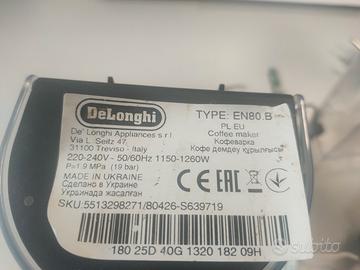 DeLonghi
TYPE: EN80.B
De' Longhi Appliances s.r.l
PL EU
Via L. Seitz 47,
Coffee maker
31100 Treviso - Italy
Кофеварка
Кофе демдеу құрылғысы
220-240V - 50/60Hz 1150-1260W
P=1.9 MPa (19 bar)
MADE IN UKRAINE
Сделано в Украине
Украинада жасалған
SKU:5513298271/80426-S639719
180 25D 40G 1320 182 09H
subito